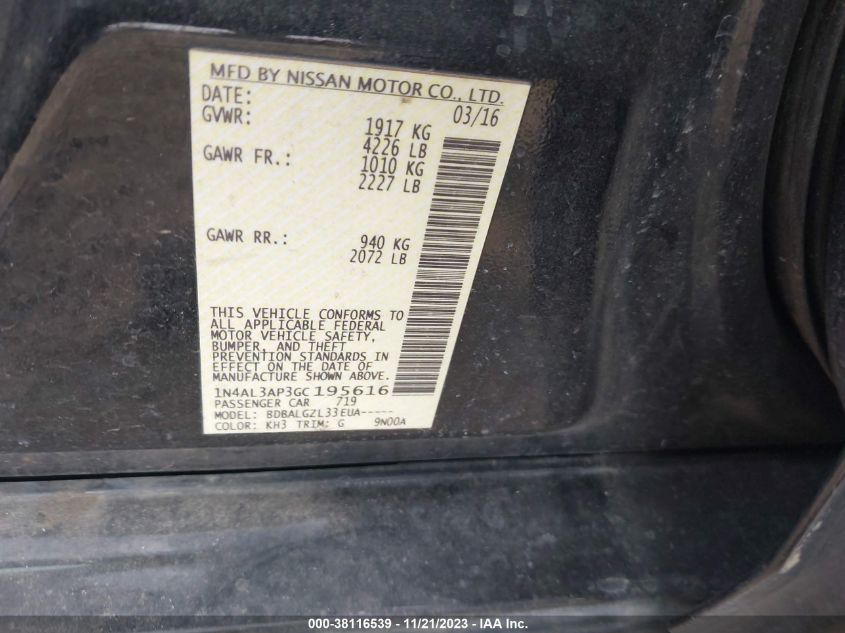 MFD BY NISSAN MOTOR CO., LTD.
DATE: 03/16
GVWR: 1917 KG
4226 LB
GAWR FR.: 1010 KG
2227 LB
GAWR RR.: 940 KG
2072 LB
THIS VEHICLE CONFORMS TO
ALL APPLICABLE FEDERAL
MOTOR VEHICLE SAFETY,
BUMPER, AND THEFT
PREVENTION STANDARDS IN
EFFECT ON THE DATE OF
MANUFACTURE SHOWN ABOVE.
1N4AL3AP3GC195616
PASSENGER CAR 719
MODEL: BDBALGZL33EUA-----
COLOR: KH3 TRIM: G 9N00A
000-38116539 - 11/21/2023 - IAA Inc.